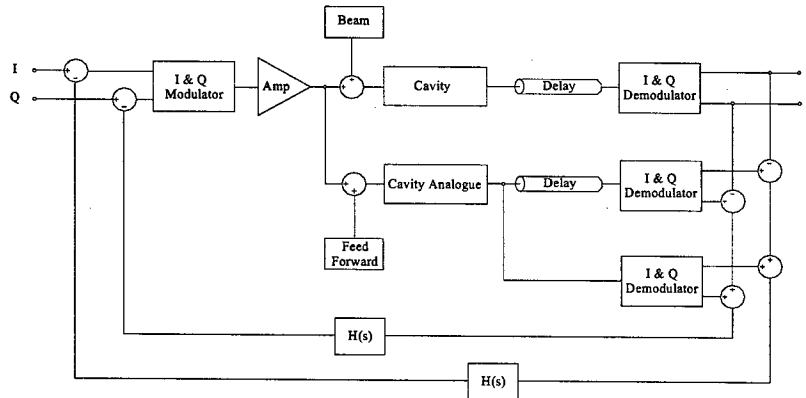 Beam
I
I & Q
Modulator
Amp
Cavity
Delay
I & Q
Demodulator
Q
Cavity Analogue
Delay
I & Q
Demodulator
Feed
Forward
I & Q
Demodulator
H(s)
H(s)